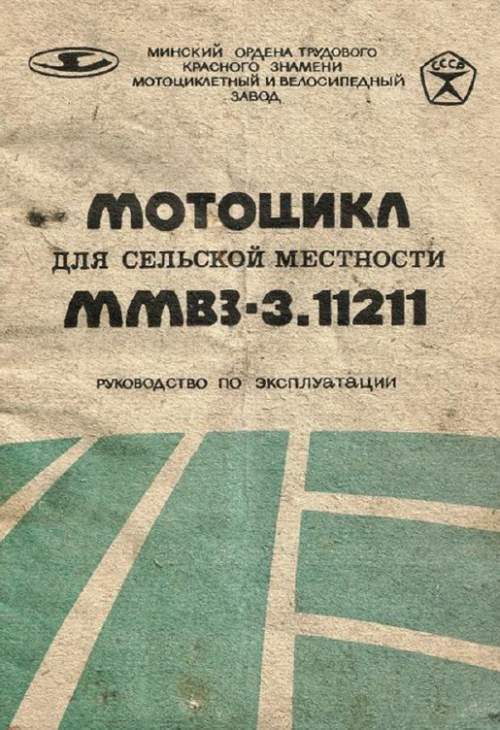 МИНСКИЙ ОРДЕНА ТРУДОВОГО
КРАСНОГО ЗНАМЕНИ
МОТОЦИКЛЕТНЫЙ И ВЕЛОСИПЕДНЫЙ
ЗАВОД
СССР
МОТОЦИКЛ
ДЛЯ СЕЛЬСКОЙ МЕСТНОСТИ
ММВЗ-3.11211
РУКОВОДСТВО ПО ЭКСПЛУАТАЦИИ